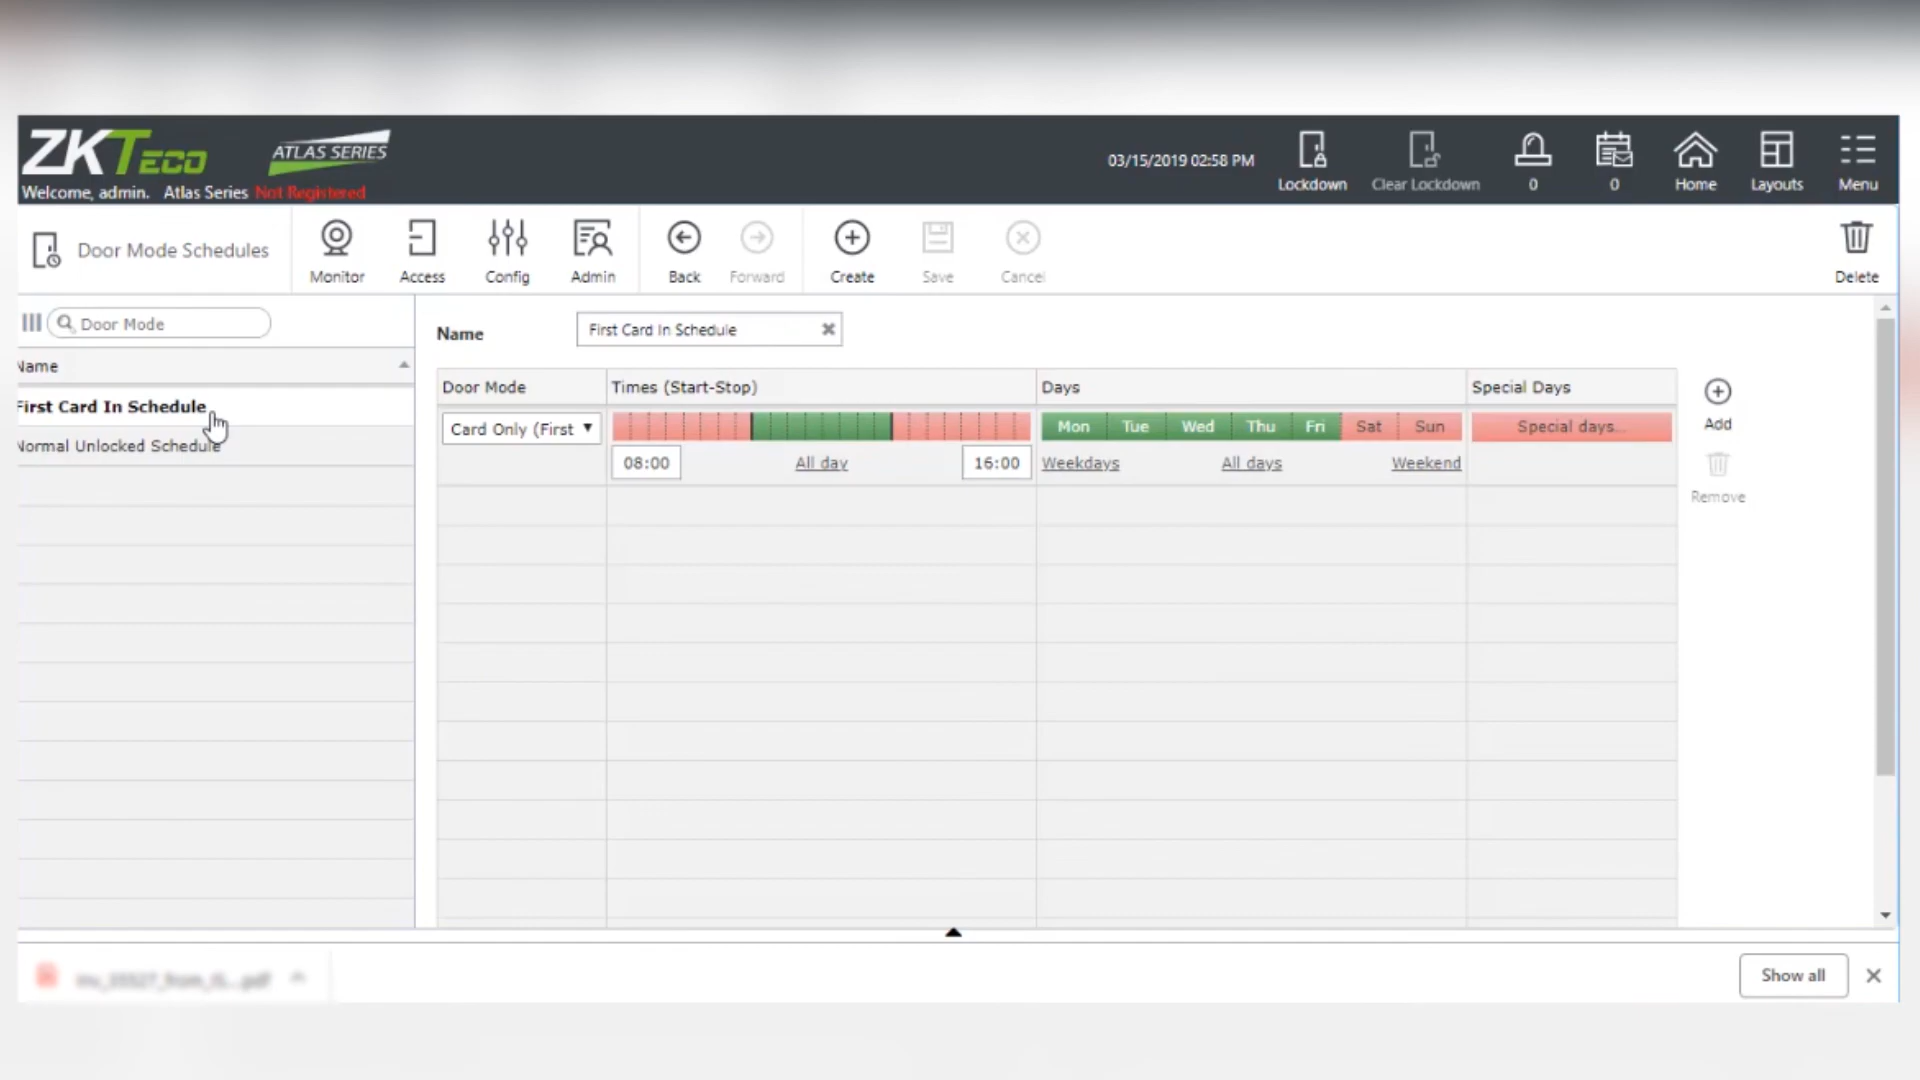 ZKTECO
ATLAS SERIES
Welcome, admin. Atlas Series Not Registered
03/15/2019 02:58 PM
Lockdown
Clear Lockdown
0
0
Home
Layouts
Menu
Door Mode Schedules
Monitor
Access
Config
Admin
Back
Forward
Create
Save
Cancel
Delete
Door Mode
Name
First Card In Schedule
Normal Unlocked Schedule
Name
First Card In Schedule
Door Mode
Times (Start-Stop)
Days
Special Days
Card Only (First
08:00
All day
16:00
Mon Tue Wed Thu Fri Sat Sun
Weekdays
All days
Weekend
Special days...
Add
Remove
Show all